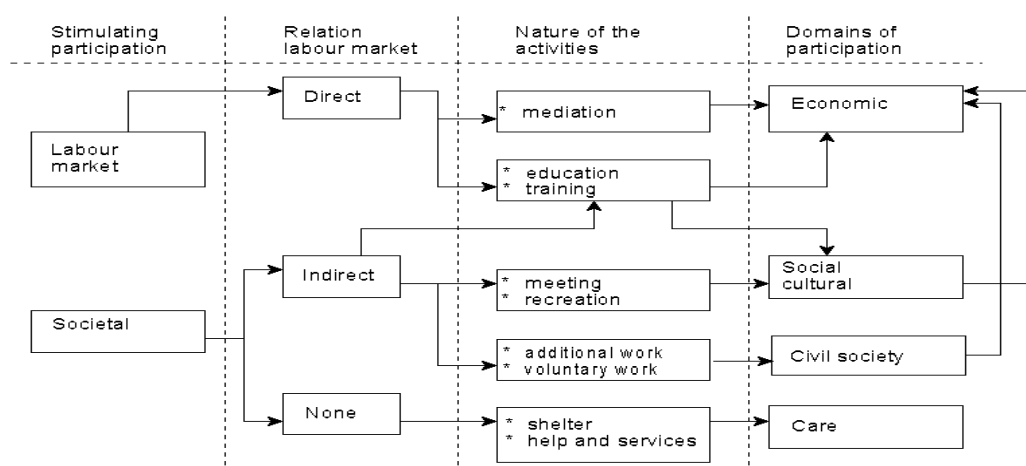 Stimulating
participation
Relation
labour market
Nature of the
activities
Domains of
participation
Labour
market
Societal
Direct
Indirect
None
* mediation
* education
* training
* meeting
* recreation
* additional work
* voluntary work
* shelter
* help and services
Economic
Social
cultural
Civil society
Care